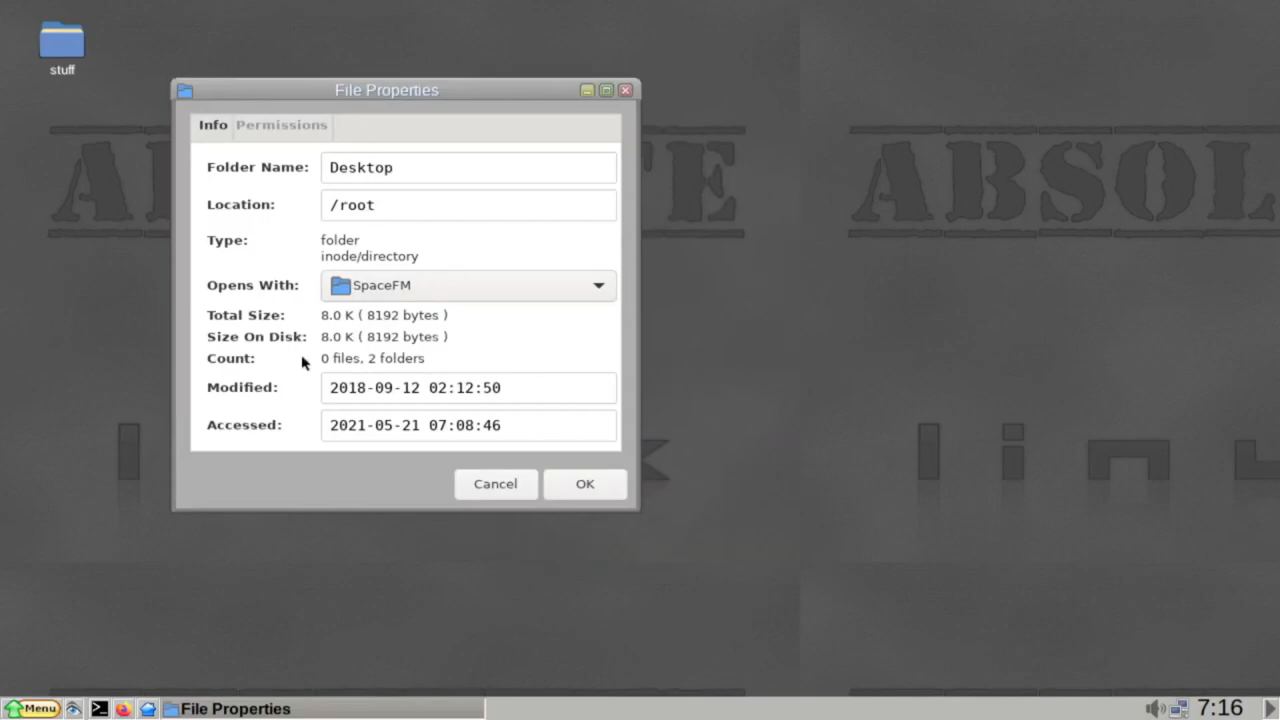 stuff
File Properties
Info Permissions
Folder Name: Desktop
Location: /root
Type: folder
inode/directory
Opens With: SpaceFM
Total Size: 8.0 K ( 8192 bytes )
Size On Disk: 8.0 K ( 8192 bytes )
Count: 0 files, 2 folders
Modified: 2018-09-12 02:12:50
Accessed: 2021-05-21 07:08:46
Cancel OK
ABSOL
lin
Menu File Properties 7:16